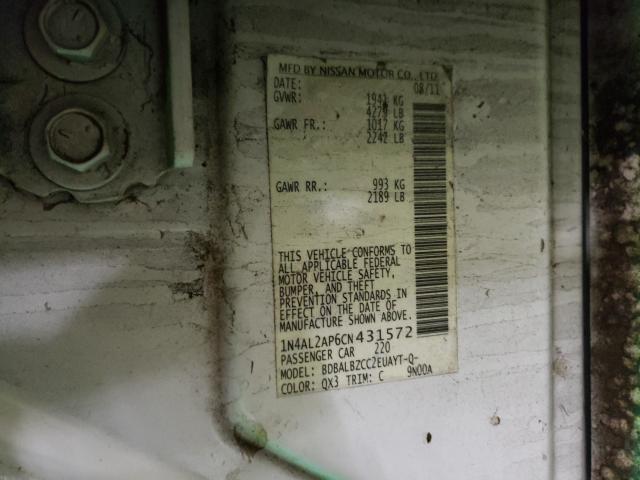 MFD BY NISSAN MOTOR CO., LTD
DATE: 08/11
GVWR: 1941 KG
4279 LB
GAWR FR.: 1017 KG
2242 LB
GAWR RR.: 993 KG
2189 LB
THIS VEHICLE CONFORMS TO
ALL APPLICABLE FEDERAL
MOTOR VEHICLE SAFETY,
BUMPER, AND THEFT
PREVENTION STANDARDS IN
EFFECT ON THE DATE OF
MANUFACTURE SHOWN ABOVE.
1N4AL2AP6CN431572
PASSENGER CAR 220
MODEL: BDBALBZCC2EUAYT-Q-
COLOR: QX3 TRIM: C 9N00A